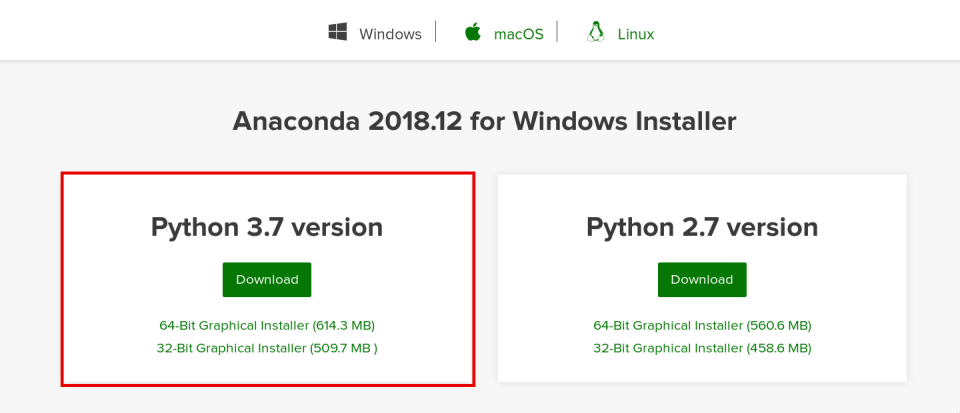 Windows macOS Linux
Anaconda 2018.12 for Windows Installer
Python 3.7 version
Download
64-Bit Graphical Installer (614.3 MB)
32-Bit Graphical Installer (509.7 MB )
Python 2.7 version
Download
64-Bit Graphical Installer (560.6 MB)
32-Bit Graphical Installer (458.6 MB)